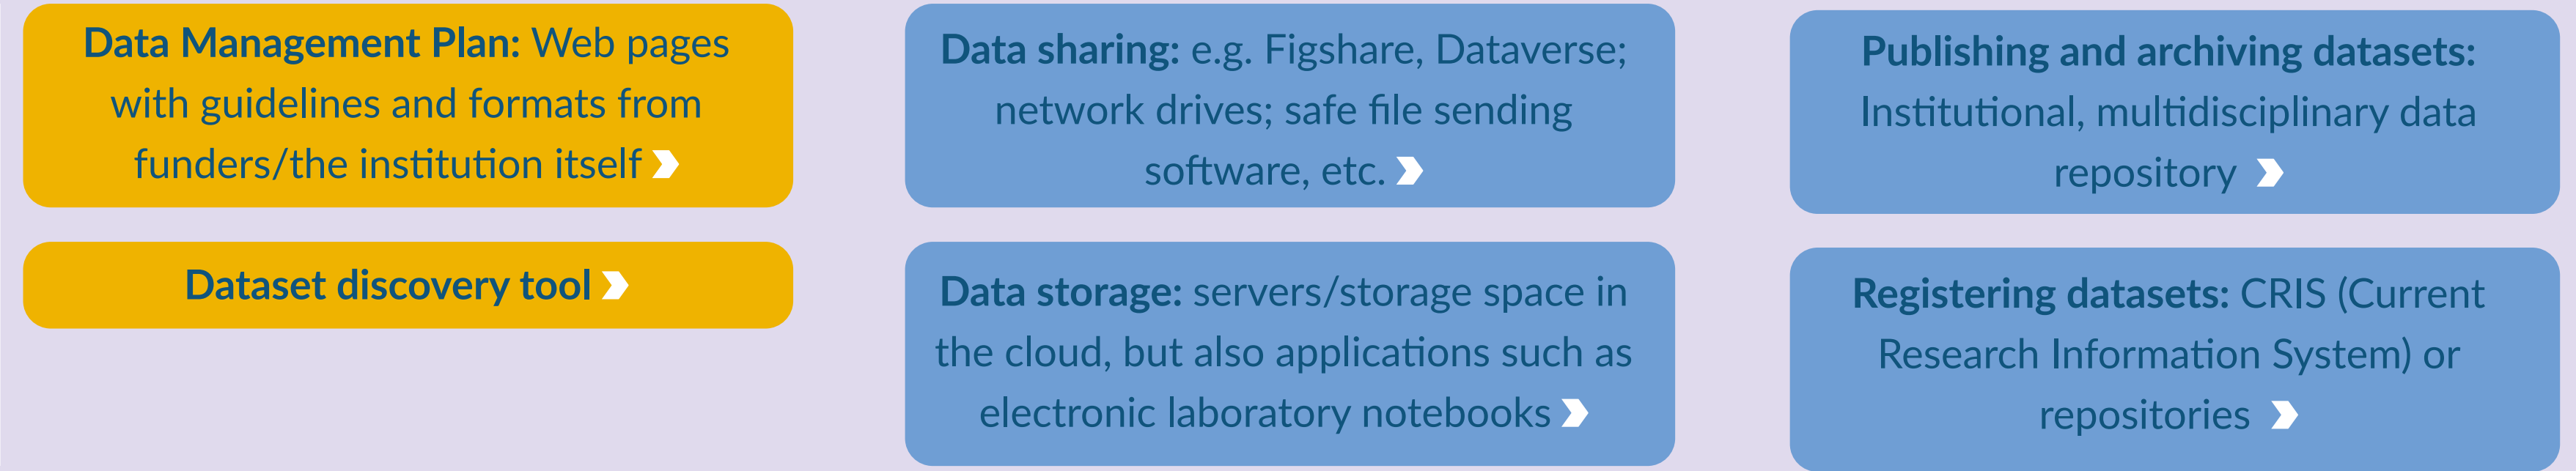 Data Management Plan: Web pages
with guidelines and formats from
funders/the institution itself
Dataset discovery tool
Data sharing: e.g. Figshare, Dataverse;
network drives; safe file sending
software, etc.
Data storage: servers/storage space in
the cloud, but also applications such as
electronic laboratory notebooks
Publishing and archiving datasets:
Institutional, multidisciplinary data
repository
Registering datasets: CRIS (Current
Research Information System) or
repositories